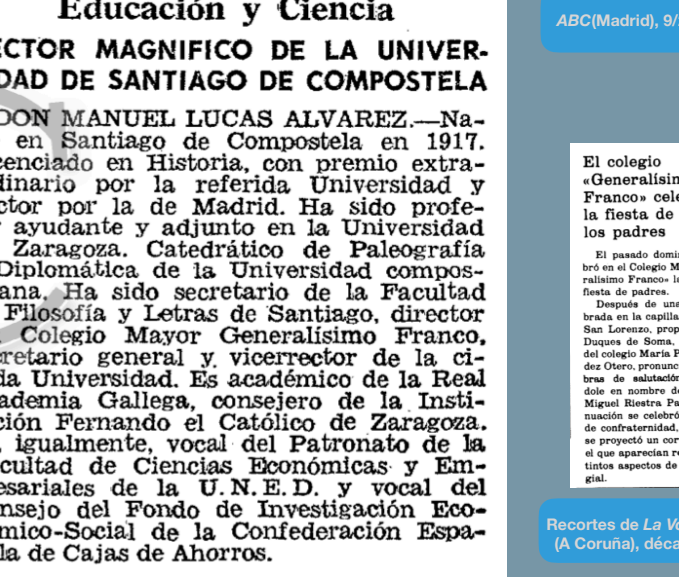 Educación y Ciencia
ECTOR MAGNIFICO DE LA UNIVER-
DAD DE SANTIAGO DE COMPOSTELA
DON MANUEL LUCAS ALVAREZ.—Na-
en Santiago de Compostela en 1917.
enciado en Historia, con premio extra-
dinario por la referida Universidad y
ctor por la de Madrid. Ha sido profe-
ayudante y adjunto en la Universidad
Zaragoza. Catedrático de Paleografía
Diplomática de la Universidad compos-
ana. Ha sido secretario de la Facultad
Filosofía y Letras de Santiago, director
Colegio Mayor Generalísimo Franco,
retario general y vicerrector de la ci-
da Universidad. Es académico de la Real
ademia Gallega, consejero de la Insti-
ción Fernando el Católico de Zaragoza.
, igualmente, vocal del Patronato de la
cultad de Ciencias Económicas y Em-
esariales de la U. N. E. D. y vocal del
nsejo del Fondo de Investigación Eco-
mico-Social de la Confederación Espa-
la de Cajas de Ahorros.
ABC(Madrid), 9/
El colegio
«Generalísim
Franco» cele
la fiesta de
los padres
El pasado domi
bró en el Colegio M
ralísimo Franco» la
fiesta de padres.
Después de una
brada en la capilla
San Lorenzo, prop
Duques de Soma,
del colegio María P
dez Otero, pronunc
bras de salutación
dole en nombre de
Miguel Riestra Pa
nuación se celebró
de confraternidad,
se proyectó un cor
el que aparecían re
tintos aspectos de
gial.
Recortes de La Vo
(A Coruña), déca